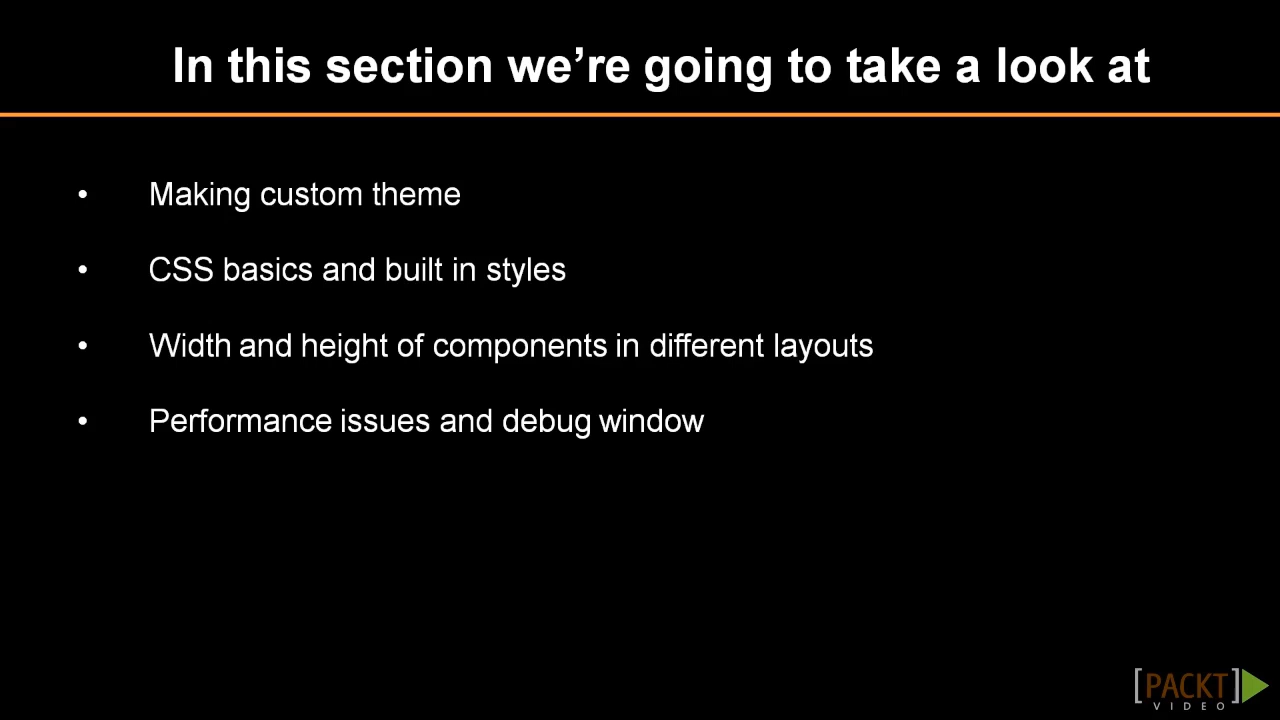 In this section we’re going to take a look at
• Making custom theme
• CSS basics and built in styles
• Width and height of components in different layouts
• Performance issues and debug window
[PACKT]
VIDEO